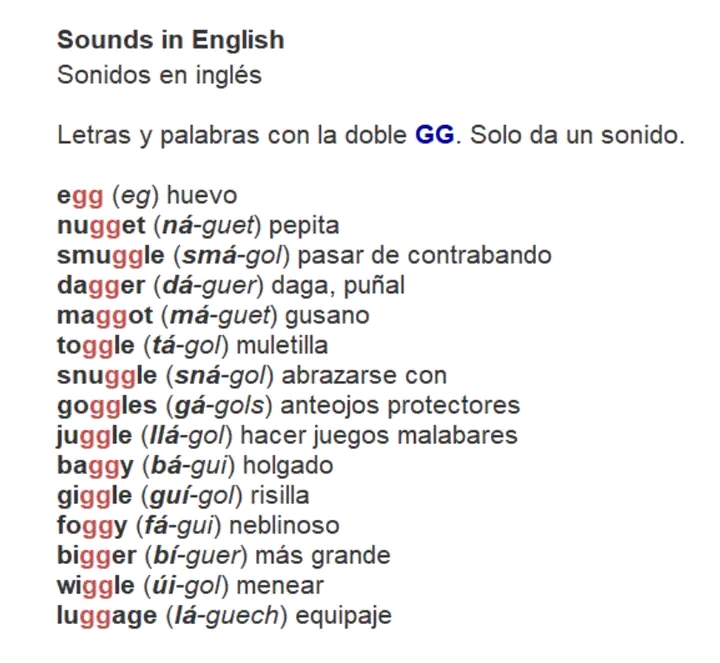 Sounds in English
Sonidos en inglés
Letras y palabras con la doble GG. Solo da un sonido.
egg (eg) huevo
nugget (ná-guet) pepita
smuggle (smá-gol) pasar de contrabando
dagger (dá-guer) daga, puñal
maggot (má-guet) gusano
toggle (tá-gol) muletilla
snuggle (sná-gol) abrazarse con
goggles (gá-gols) anteojos protectores
juggle (llá-gol) hacer juegos malabares
baggy (bá-gui) holgado
giggle (guí-gol) risilla
foggy (fá-gui) neblinoso
bigger (bí-guer) más grande
wiggle (úi-gol) menear
luggage (lá-guech) equipaje